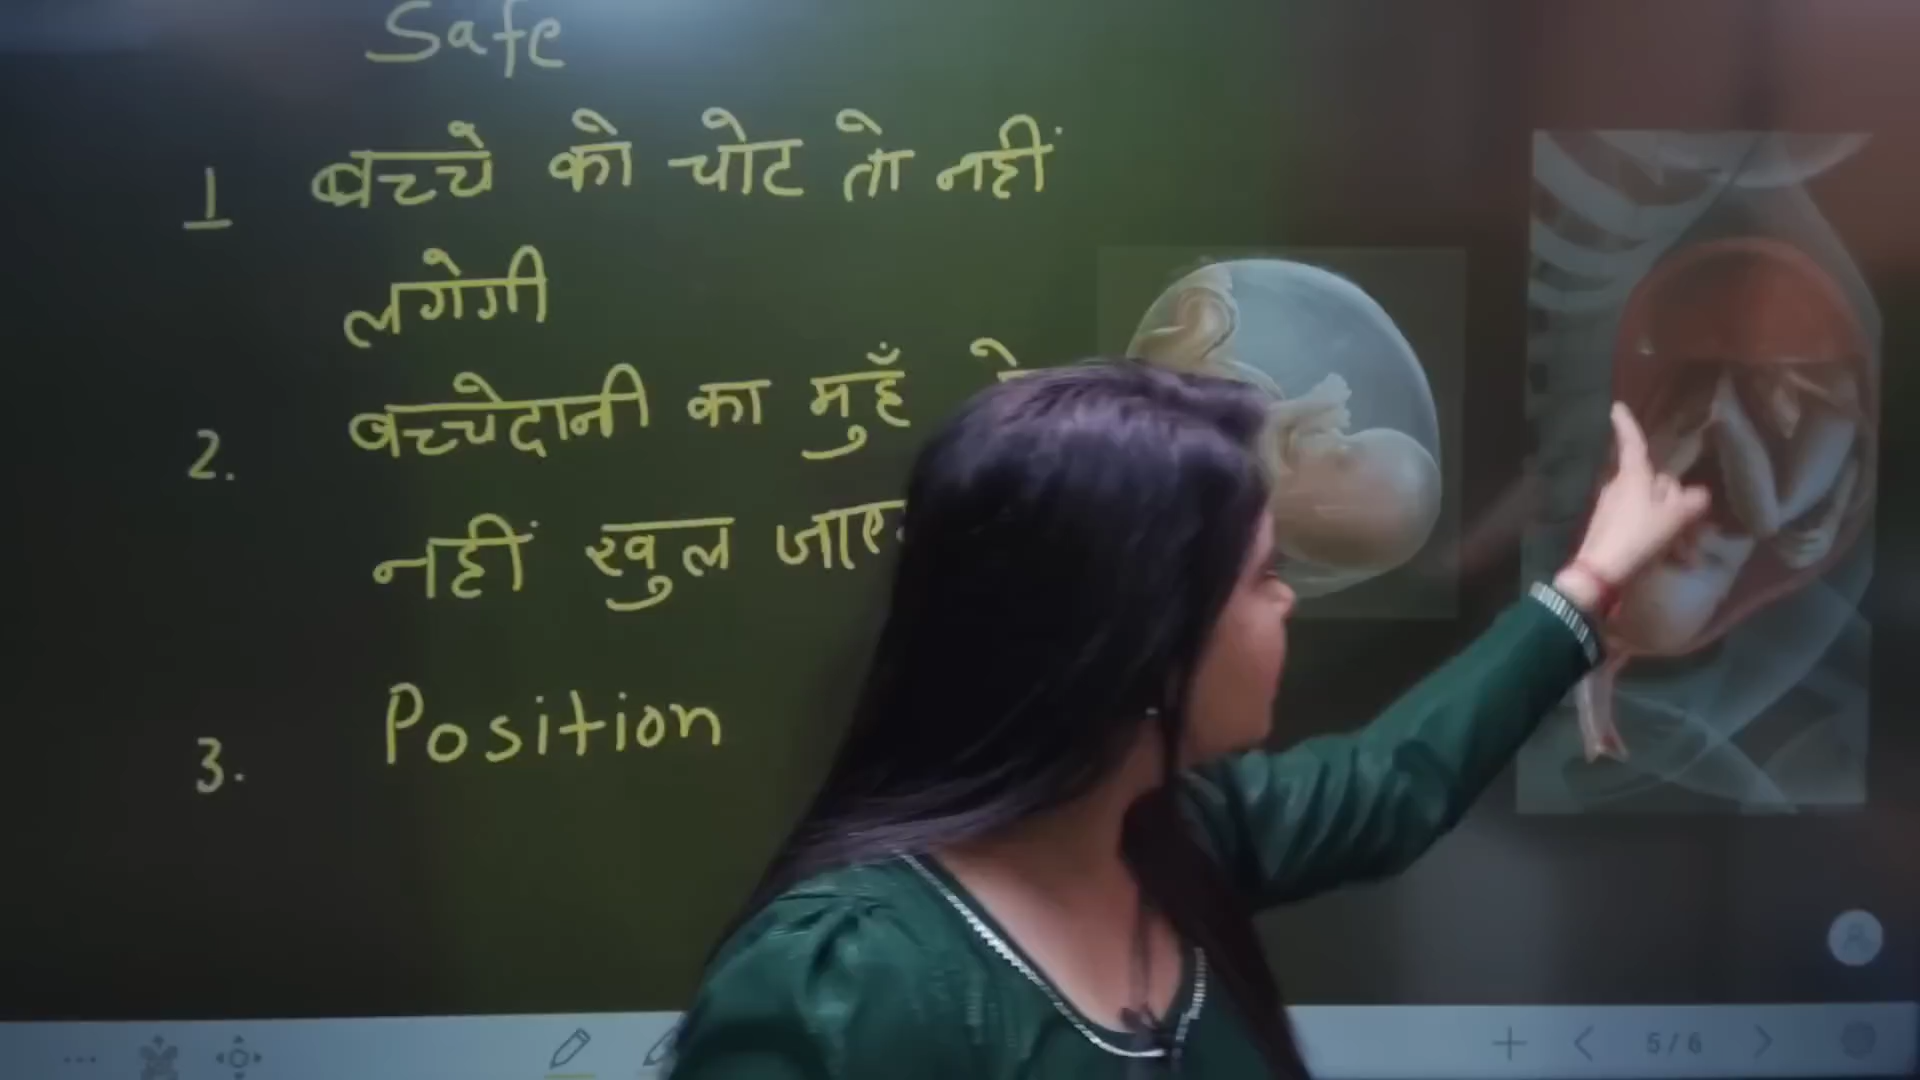 Safe
1 बच्चे को चोट तो नहीं
लगेगी
2. बच्चेदानी का मुहँ
नहीं खुल
3. Position
5/6